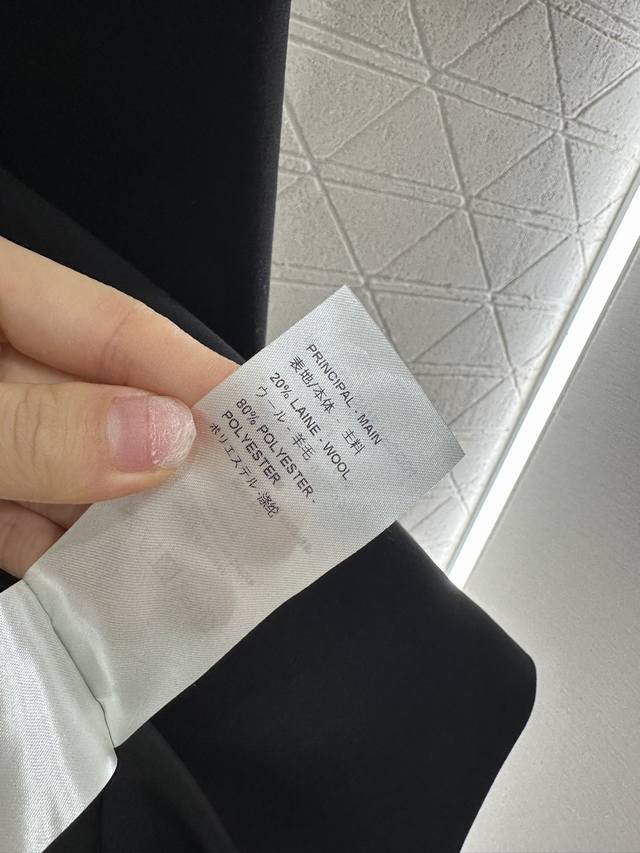 PRINCIPAL - MAIN
表地/本体 主料
20% LAINE - WOOL
ウール - 羊毛
80% POLYESTER -
POLYESTER
ポリエステル -涤纶